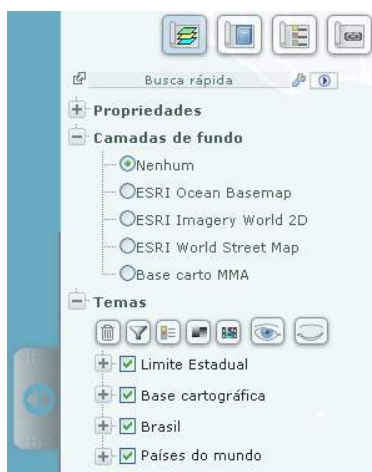 Busca rápida
Propriedades
Camadas de fundo
Nenhum
ESRI Ocean Basemap
ESRI Imagery World 2D
ESRI World Street Map
Base carto MMA
Temas
Limite Estadual
Base cartográfica
Brasil
Países do mundo